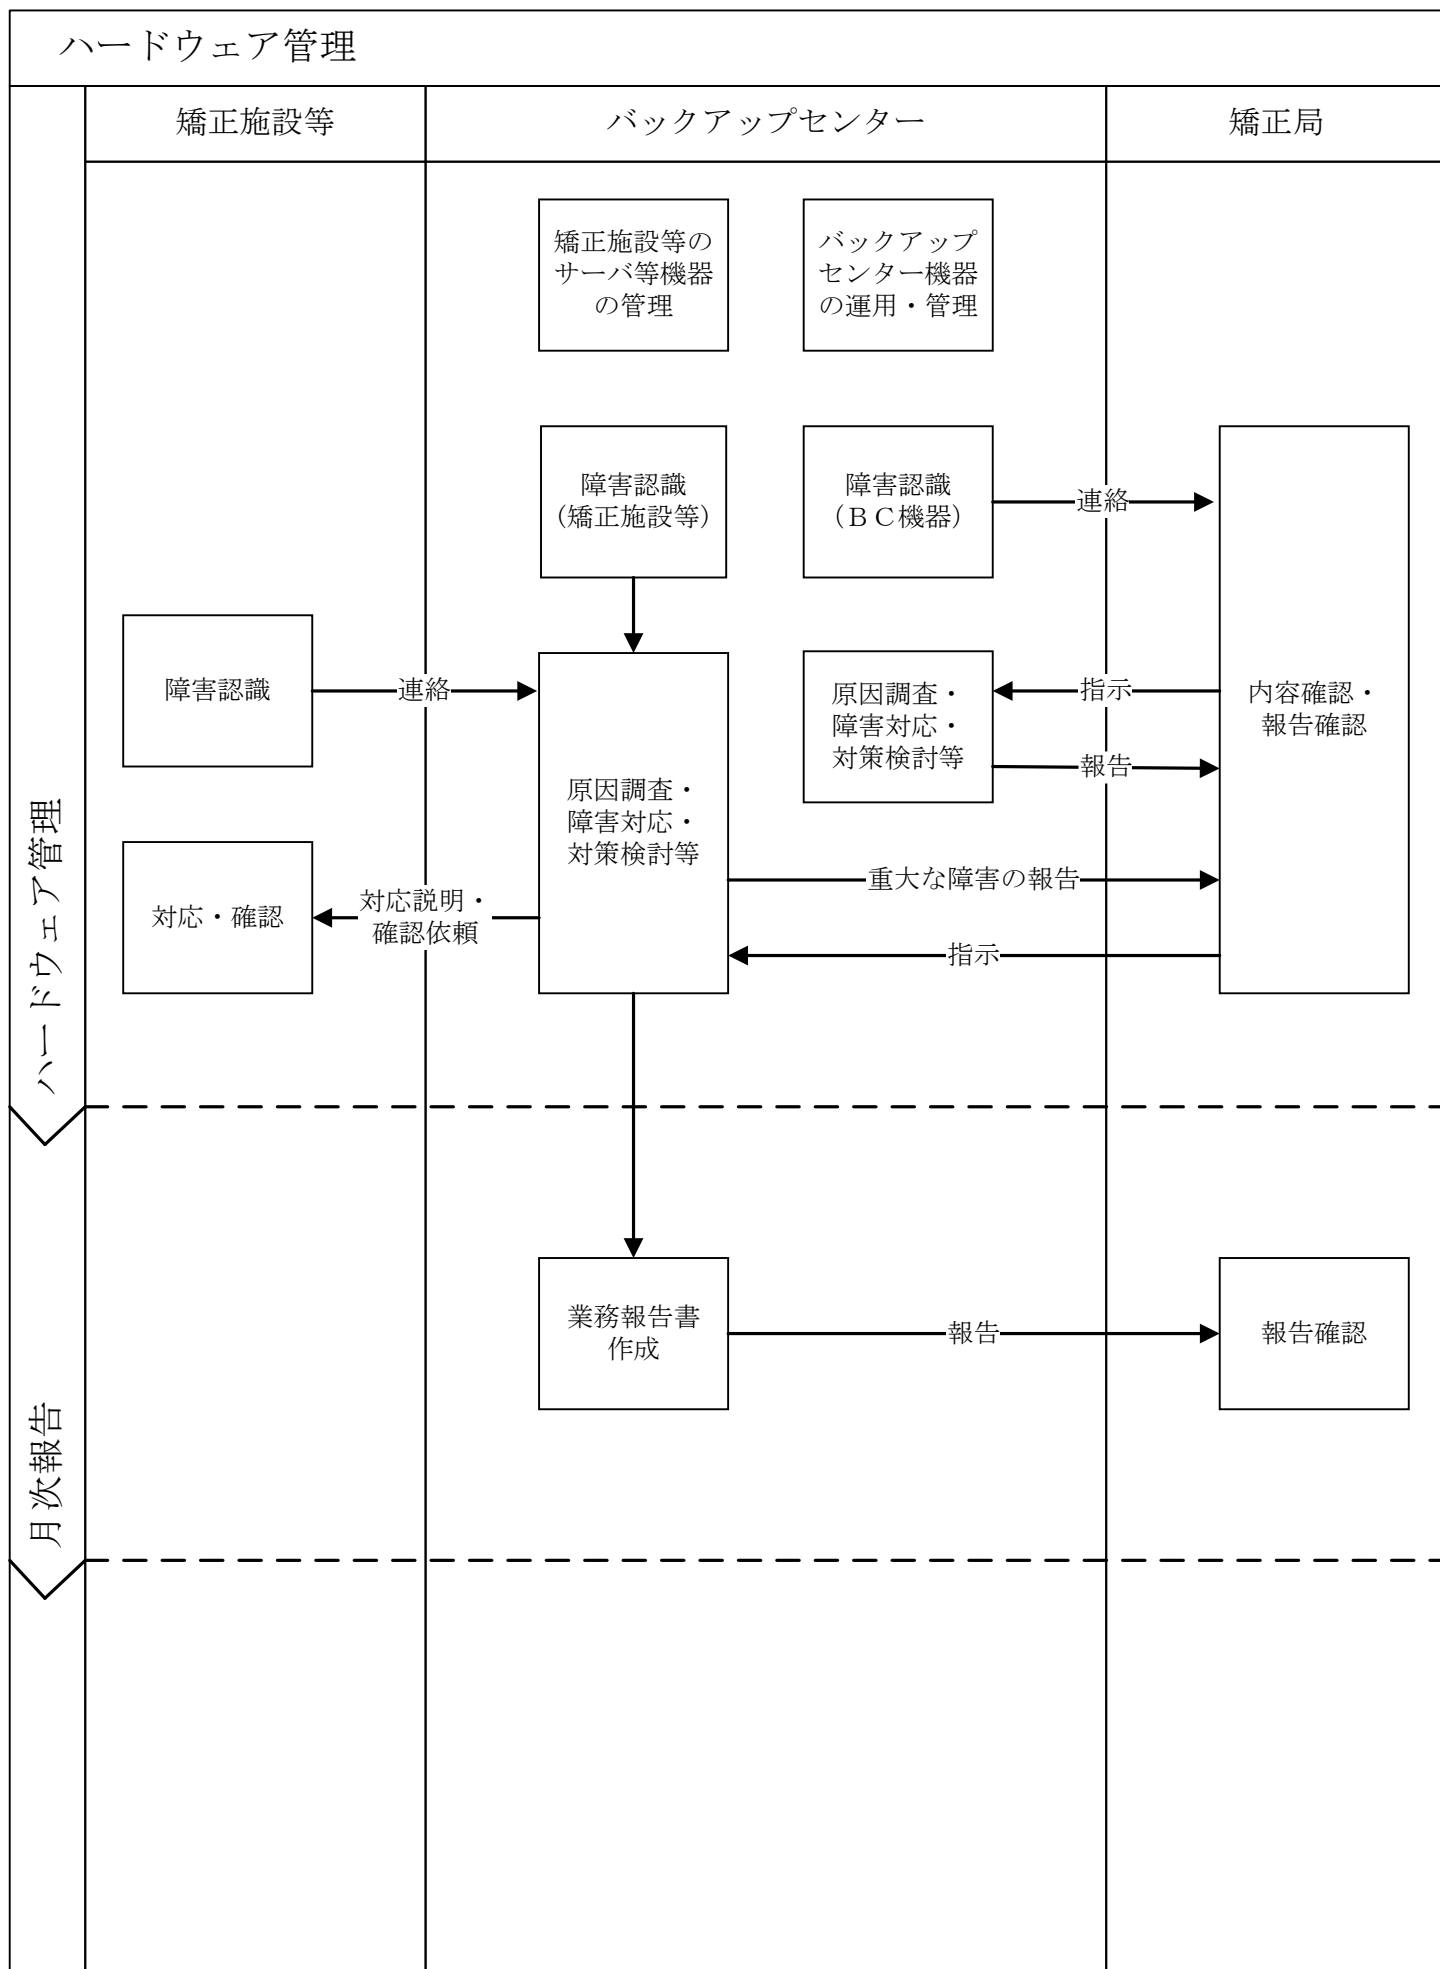 ハードウェア管理
矯正施設等
バックアップセンター
矯正局
矯正施設等の
サーバ等機器
の管理
バックアップ
センター機器
の運用・管理
障害認識
（矯正施設等）
障害認識
（ＢＣ機器）
連絡
障害認識
連絡
原因調査・
障害対応・
対策検討等
原因調査・
障害対応・
対策検討等
指示
報告
内容確認・
報告確認
重大な障害の報告
対応・確認
対応説明・
確認依頼
指示
ハードウェア管理
業務報告書
作成
報告
報告確認
月次報告